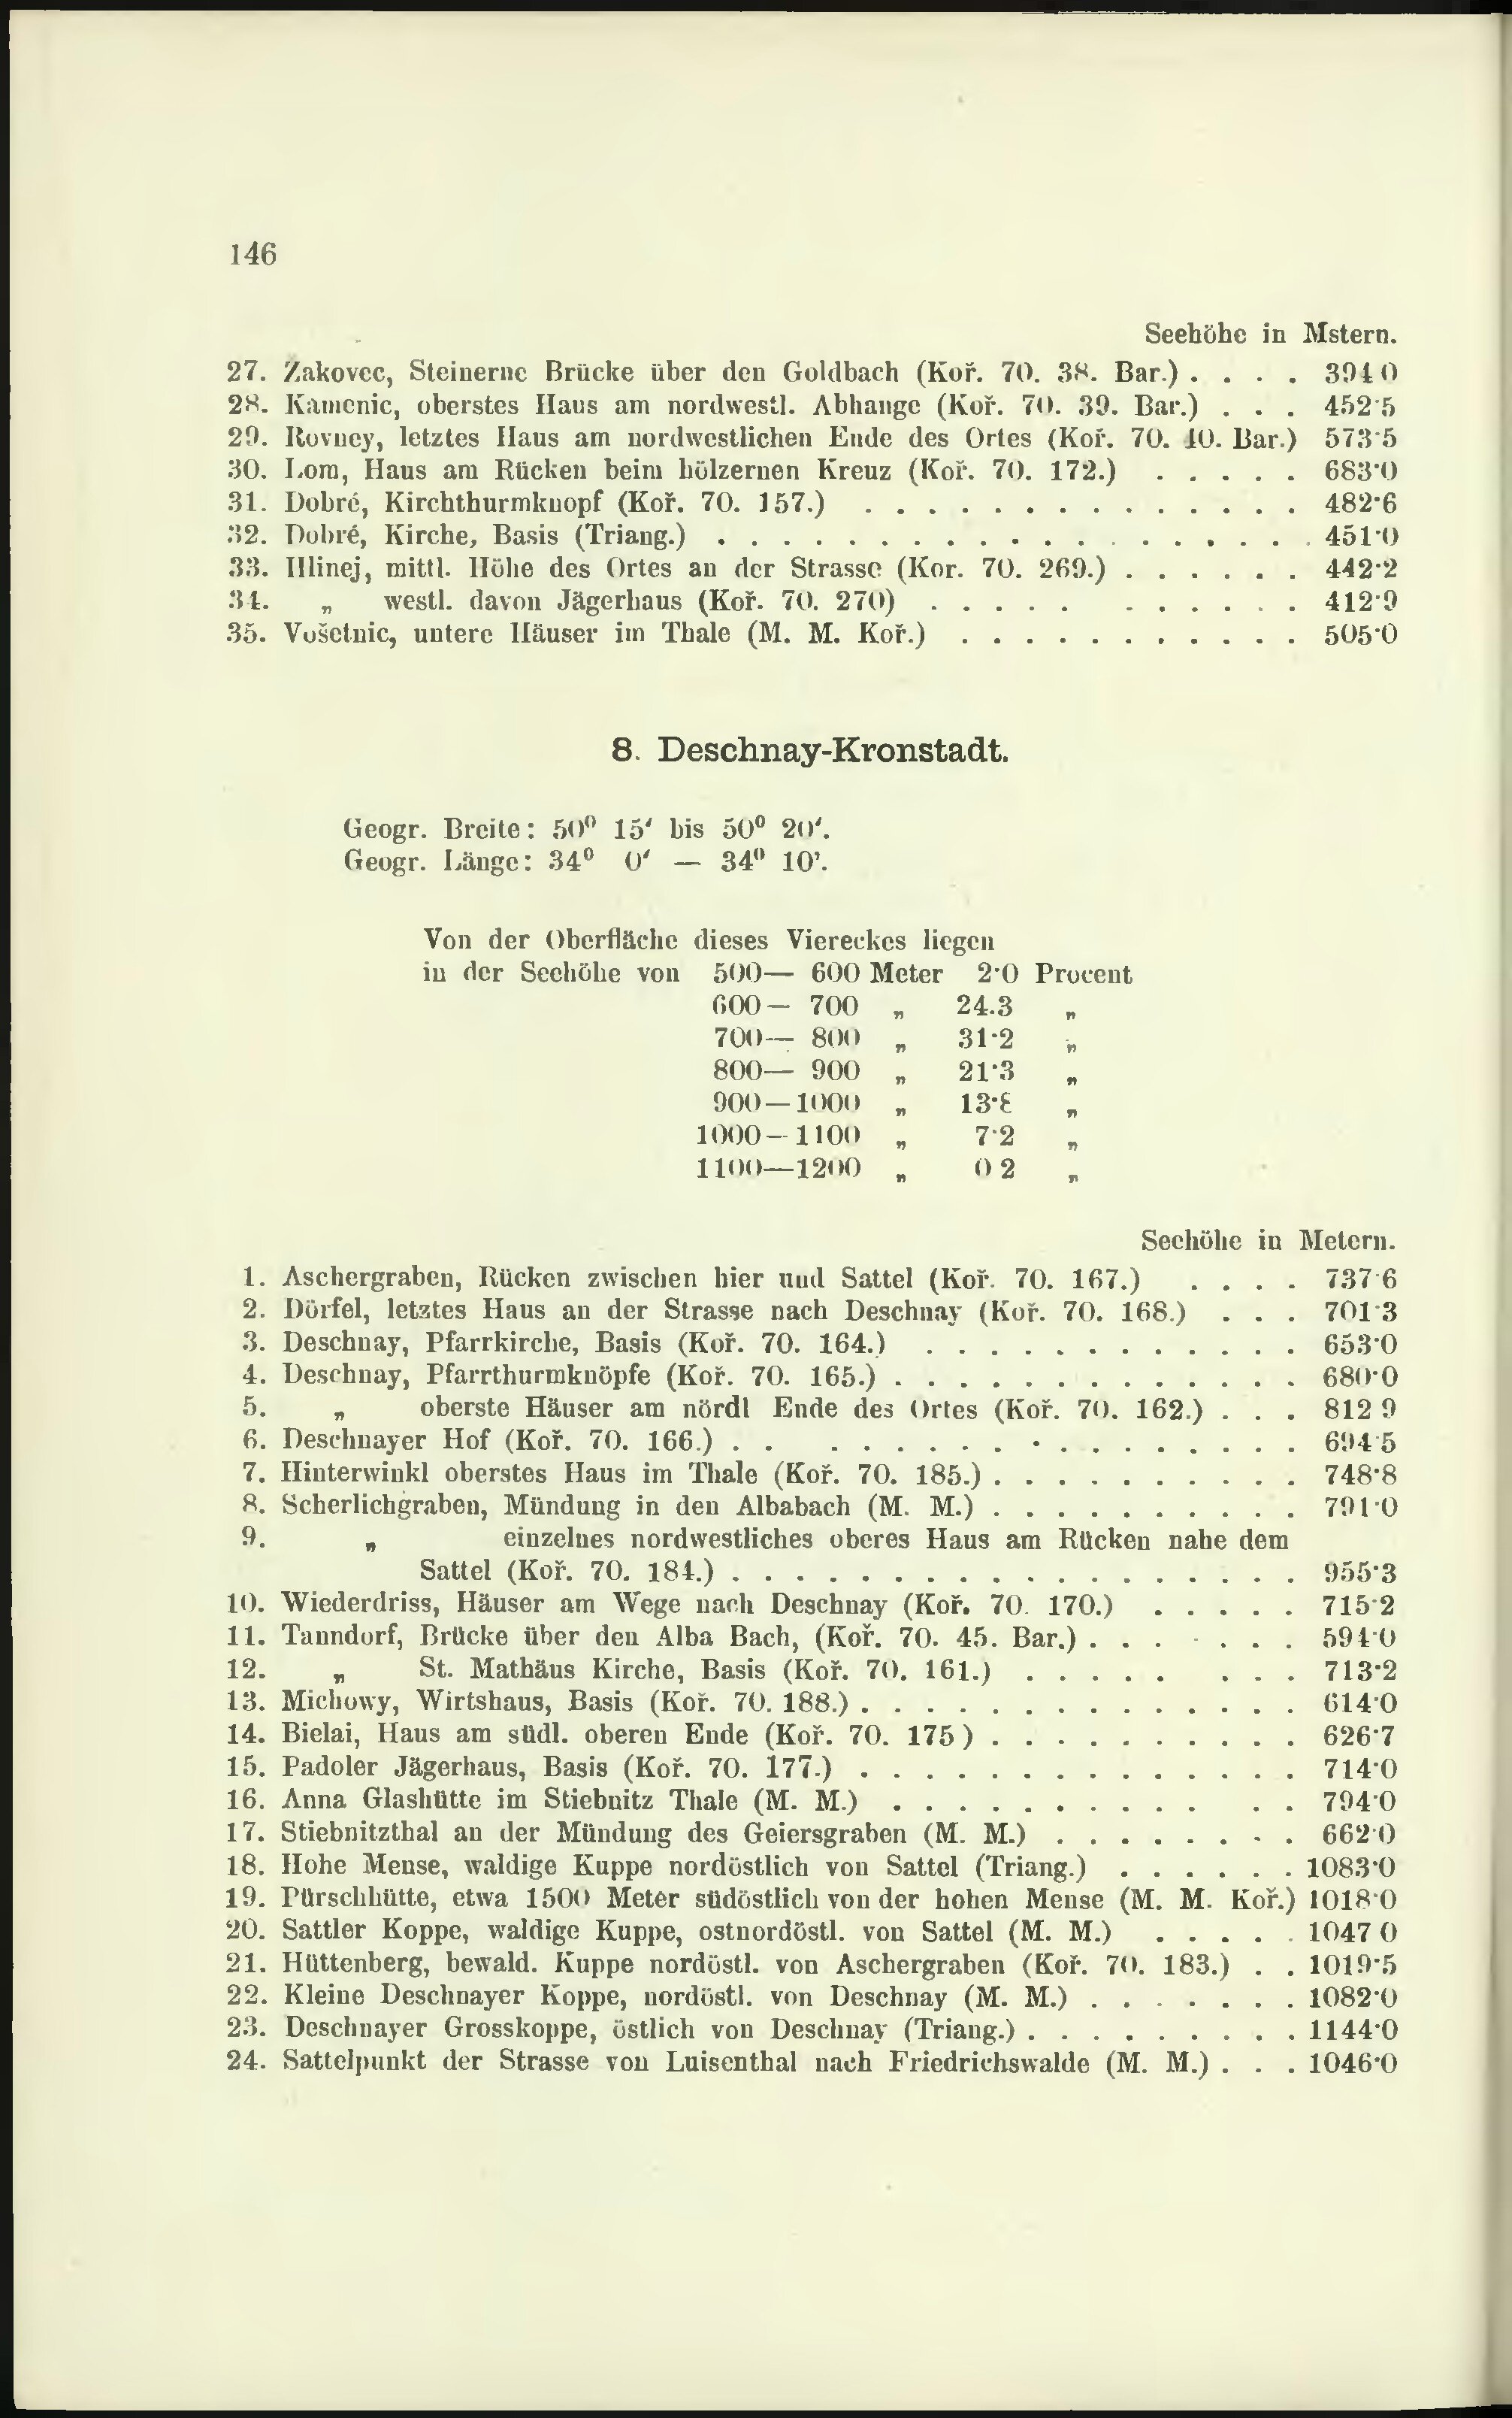 146
Seehöhe in Mstern.
27. Žakovec, Steinerne Brücke über den Goldbach (Koř. 70. 38. Bar.) . . . . 394·0
28. Kamenic, oberstes Haus am nordwestl. Abhange (Koř. 70. 39. Bar.) . . . 452·5
29. Rovney, letztes Haus am nordwestlichen Ende des Ortes (Koř. 70. 40. Bar.) 573·5
30. Lom, Haus am Rücken beim hölzernen Kreuz (Koř. 70. 172.) . . . . . 683·0
31. Dobré, Kirchthurmknopf (Koř. 70. 157.) . . . . . . . . . . . . . . 482·6
32. Dobré, Kirche, Basis (Triang.) . . . . . . . . . . . . . . . . . . . 451·0
33. Hlinej, mittl. Höhe des Ortes an der Strasse (Kor. 70. 269.) . . . . . . 442·2
34. „ westl. davon Jägerhaus (Koř. 70. 270) . . . . . . . . . . . 412·9
35. Vošetnic, untere Häuser im Thale (M. M. Koř.) . . . . . . . . . . . 505·0
8. Deschnay-Kronstadt.
Geogr. Breite: 50⁰ 15′ bis 50⁰ 20′.
Geogr. Länge: 34⁰ 0′ — 34⁰ 10’.
Von der Oberfläche dieses Viereckes liegen
in der Seehöhe von 500— 600 Meter 2·0 Procent
600— 700 „ 24.3 „
700— 800 „ 31·2 „
800— 900 „ 21·3 „
900—1000 „ 13·8 „
1000—1100 „ 7·2 „
1100—1200 „ 0 2 „
Seehöhe in Metern.
1. Aschergraben, Rücken zwischen hier und Sattel (Koř. 70. 167.) . . . . 737·6
2. Dörfel, letztes Haus an der Strasse nach Deschnay (Koř. 70. 168.) . . . 701·3
3. Deschnay, Pfarrkirche, Basis (Koř. 70. 164.) . . . . . . . . . . . . 653·0
4. Deschnay, Pfarrthurmknöpfe (Koř. 70. 165.) . . . . . . . . . . . . . 680·0
5. „ oberste Häuser am nördl Ende des Ortes (Koř. 70. 162.) . . . 812 9
6. Deschnayer Hof (Koř. 70. 166.) . . . . . . . . . . . . . . . . . 694·5
7. Hinterwinkl oberstes Haus im Thale (Koř. 70. 185.) . . . . . . . . . . 748·8
8. Scherlichgraben, Mündung in den Albabach (M. M.) . . . . . . . . . . 791·0
9. „ einzelnes nordwestliches oberes Haus am Rücken nahe dem
Sattel (Koř. 70. 184.) . . . . . . . . . . . . . . . . . . 955·3
10. Wiederdriss, Häuser am Wege nach Deschnay (Koř. 70. 170.) . . . . . 715·2
11. Tanndorf, Brücke über den Alba Bach, (Koř. 70. 45. Bar.) . . . . . . . 594·0
12. „ St. Mathäus Kirche, Basis (Koř. 70. 161.) . . . . . . . . 713·2
13. Michowy, Wirtshaus, Basis (Koř. 70. 188.) . . . . . . . . . . . . . . 614·0
14. Bielai, Haus am südl. oberen Ende (Koř. 70. 175 ) . . . . . . . . . . 626·7
15. Padoler Jägerhaus, Basis (Koř. 70. 177.) . . . . . . . . . . . . . . 714·0
16. Anna Glashütte im Stiebnitz Thale (M. M.) . . . . . . . . . . . . 794·0
17. Stiebnitzthal an der Mündung des Geiersgraben (M. M.) . . . . . . . . 662·0
18. Hohe Mense, waldige Kuppe nordöstlich von Sattel (Triang.) . . . . . . 1083·0
19. Pürschhütte, etwa 1500 Meter südöstlich von der hohen Mense (M. M. Koř.) 1018·0
20. Sattler Koppe, waldige Kuppe, ostnordöstl. von Sattel (M. M.) . . . . . 1047 0
21. Hüttenberg, bewald. Kuppe nordöstl. von Aschergraben (Koř. 70. 183.) . . 1019·5
22. Kleine Deschnayer Koppe, nordöstl. von Deschnay (M. M.) . . . . . . . 1082·0
23. Deschnayer Grosskoppe, östlich von Deschnay (Triang.) . . . . . . . . . 1144·0
24. Sattelpunkt der Strasse von Luisenthal nach Friedrichswalde (M. M.) . . . 1046·0